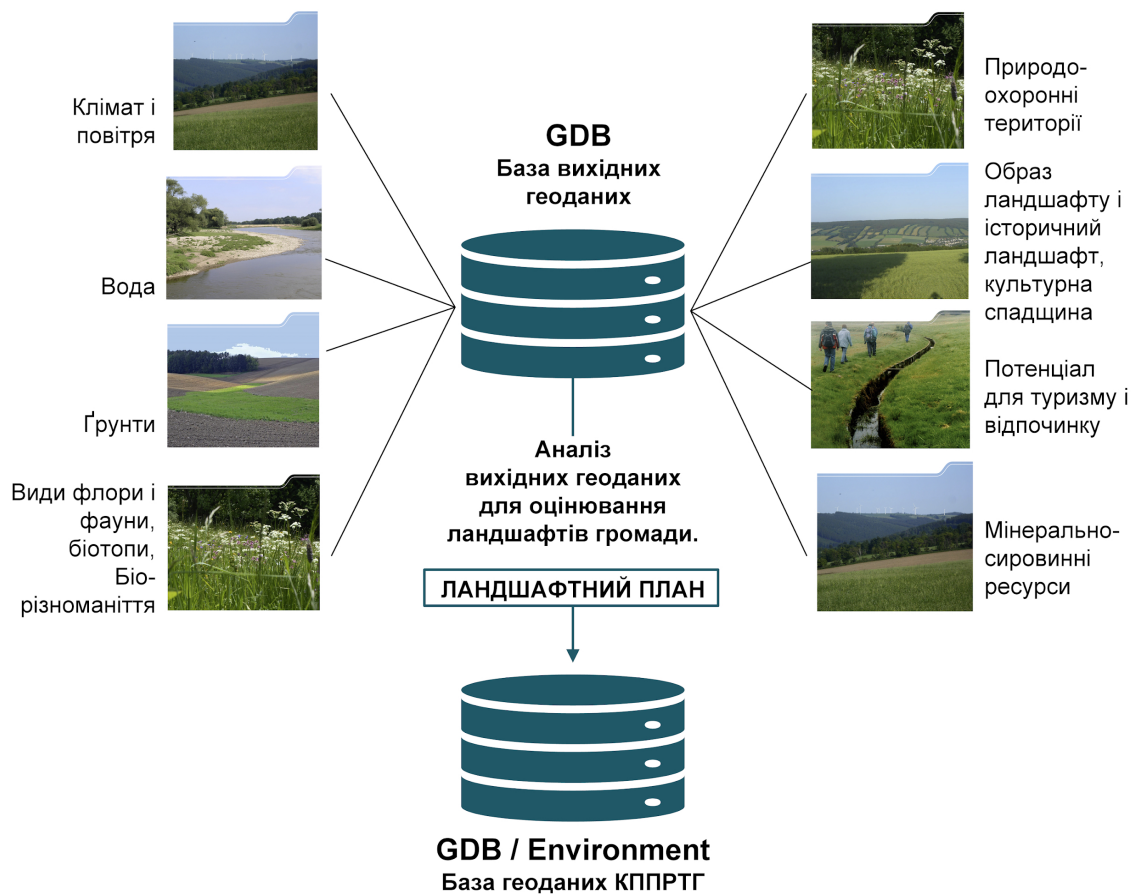 Клімат і
повітря
Вода
Ґрунти
Види флори і
фауни,
біотопи,
Біо-
різноманіття
GDB
База вихідних
геоданих
Аналіз
вихідних геоданих
для оцінювання
ландшафтів громади.
ЛАНДШАФТНИЙ ПЛАН
GDB / Environment
База геоданих КППРТГ
Природо-
охоронні
території
Образ
ландшафту і
історичний
ландшафт,
культурна
спадщина
Потенціал
для туризму і
відпочинку
Мінерально-
сировинні
ресурси